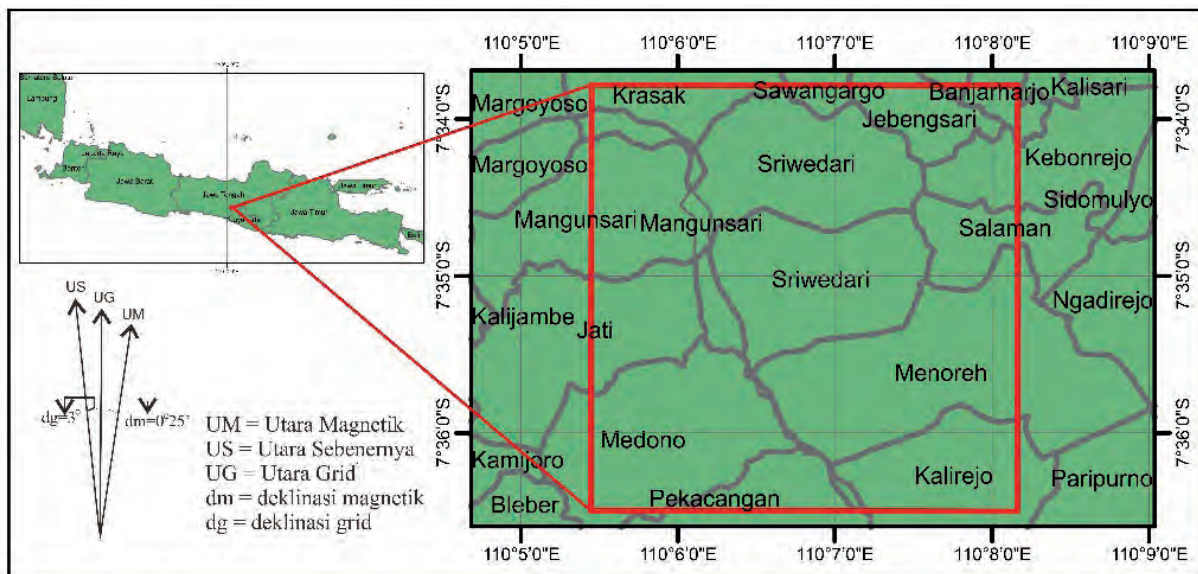 Lampung
Banten
Jawa Barat
Jawa Tengah
Jawa Timur
Jawa Timur
US
UG
UM
dg=3°
dm=0°25"
UM = Utara Magnetik
US = Utara Sebenernya
UG = Utara Grid
dm = deklinasi magnetik
dg = deklinasi grid
110°5'0"E
110°6'0"E
110°7'0"E
110°8'0"E
110°9'0"E
7°34'0"S
7°35'0"S
7°36'0"S
Margoyoso
Krasak
Sawangargo
Banjarharjo
Kalisari
Jebengsari
Margoyoso
Sriwedari
Kebonrejo
Sidomulyo
Mangunsari
Mangunsari
Salaman
Sriwedari
Ngadirejo
Kalijambe
Jati
Menoreh
Medono
Kamijoro
Kalirejo
Paripurno
Bleber
Pekacangan
7°34'0"S
7°35'0"S
7°36'0"S
110°5'0"E
110°6'0"E
110°7'0"E
110°8'0"E
110°9'0"E